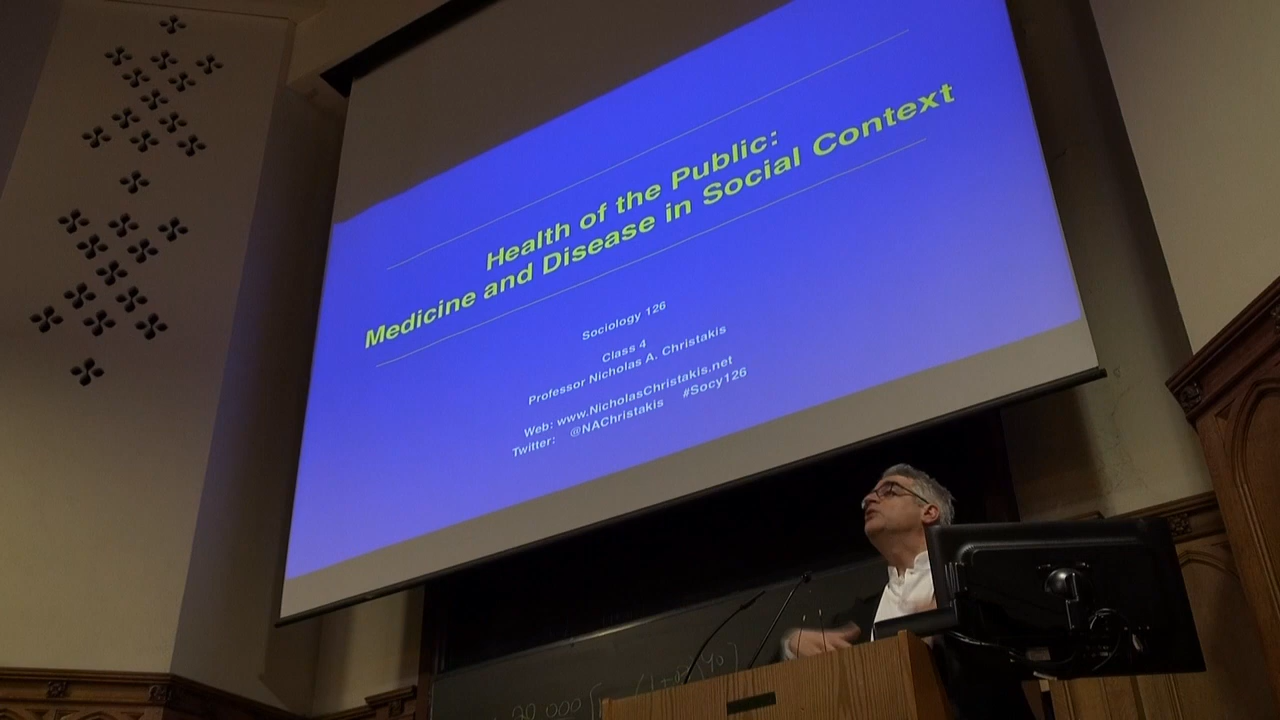 Health of the Public:
Medicine and Disease in Social Context
Sociology 126
Class 4
Professor Nicholas A. Christakis
Web: www.NicholasChristakis.net
Twitter: @NAChristakis #Socy126